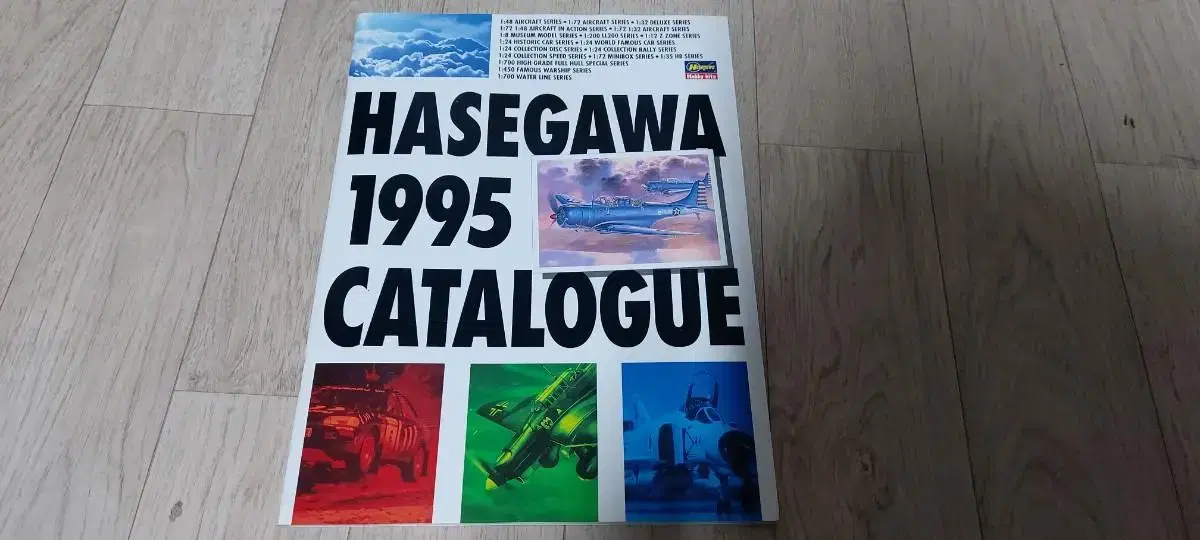 1:48 AIRCRAFT SERIES • 1:72 AIRCRAFT SERIES • 1:32 DELUXE SERIES
1:72 1:48 AIRCRAFT IN ACTION SERIES • 1:72 1:32 AIRCRAFT SERIES
1:8 MUSEUM MODEL SERIES • 1:200 LL200 SERIES • 1:12 Z ZONE SERIES
1:24 HISTORIC CAR SERIES • 1:24 WORLD FAMOUS CAR SERIES
1:24 COLLECTION DISC SERIES • 1:24 COLLECTION RALLY SERIES
1:24 COLLECTION SPEED SERIES • 1:72 MINIBOX SERIES • 1:35 HB SERIES
1:700 HIGH GRADE FULL HULL SPECIAL SERIES
1:450 FAMOUS WARSHIP SERIES
1:700 WATER LINE SERIES
Hasegawa
Hobby kits
HASEGAWA
1995
CATALOGUE